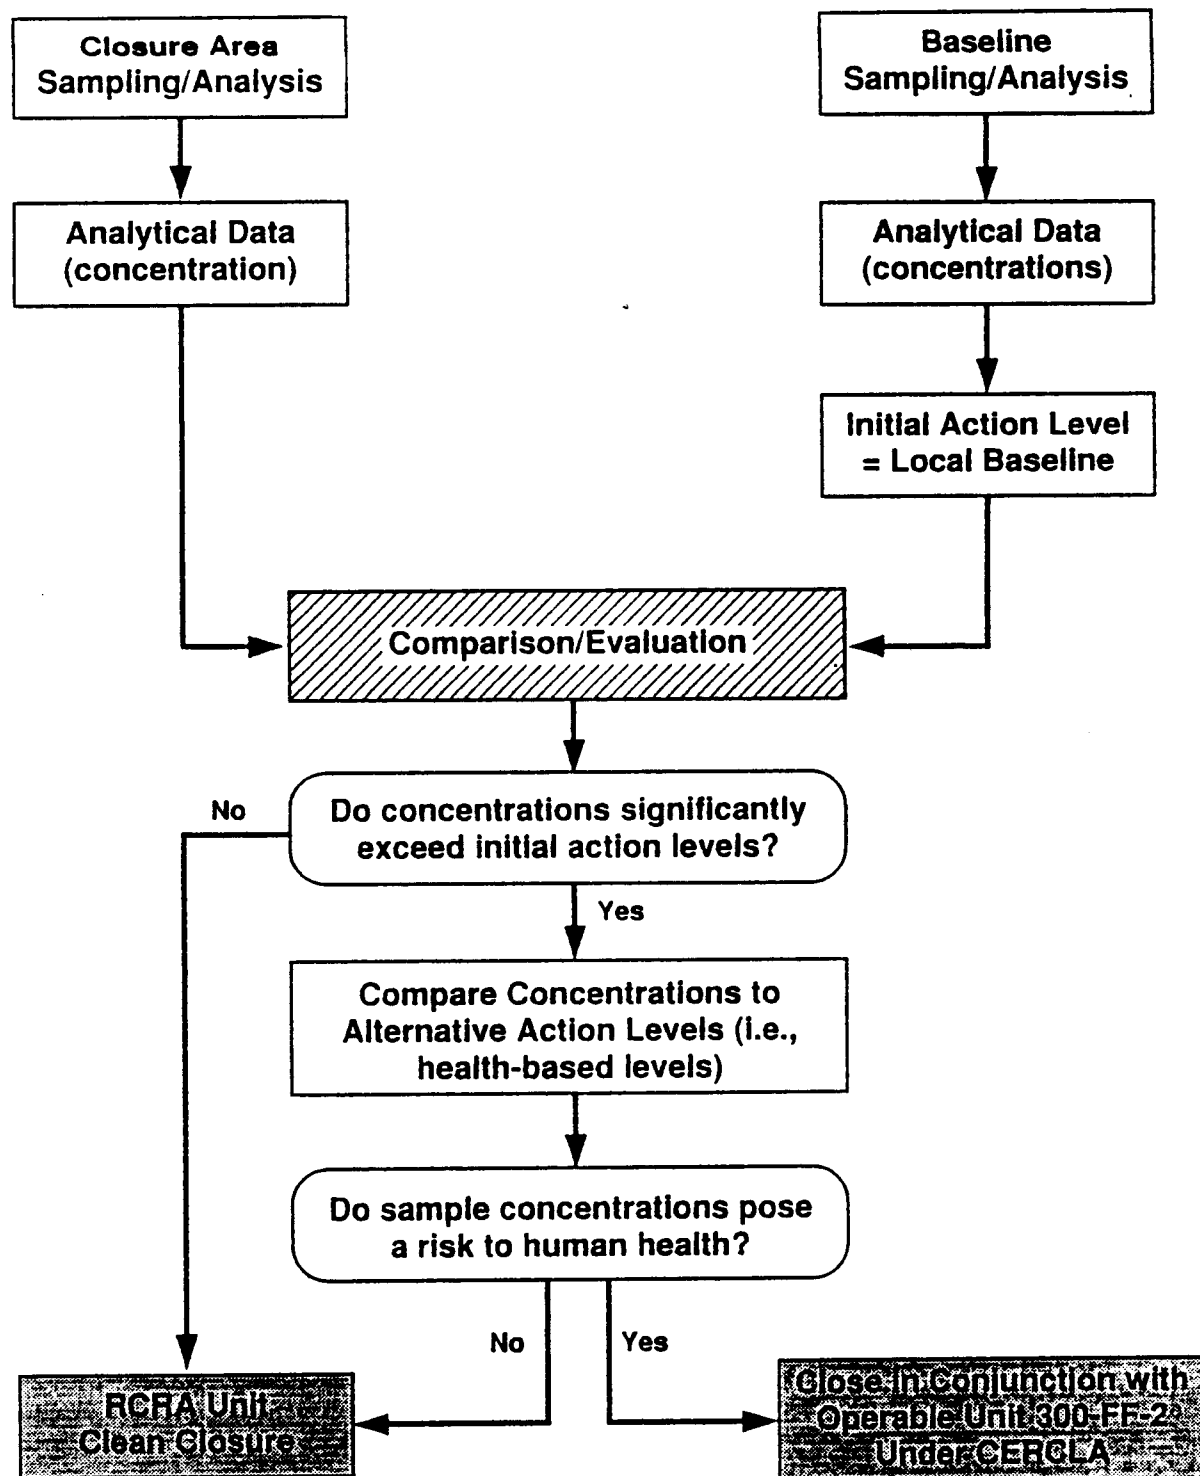 Closure Area
Sampling/Analysis
Baseline
Sampling/Analysis
Analytical Data
(concentration)
Analytical Data
(concentrations)
Initial Action Level
= Local Baseline
Comparison/Evaluation
No
Do concentrations significantly
exceed initial action levels?
Yes
Compare Concentrations to
Alternative Action Levels (i.e.,
health-based levels)
Do sample concentrations pose
a risk to human health?
No
Yes
RCRA Unit
Clean Closure
Close In Conjunction with
Operable Unit 300-FF-2
Under CERCLA